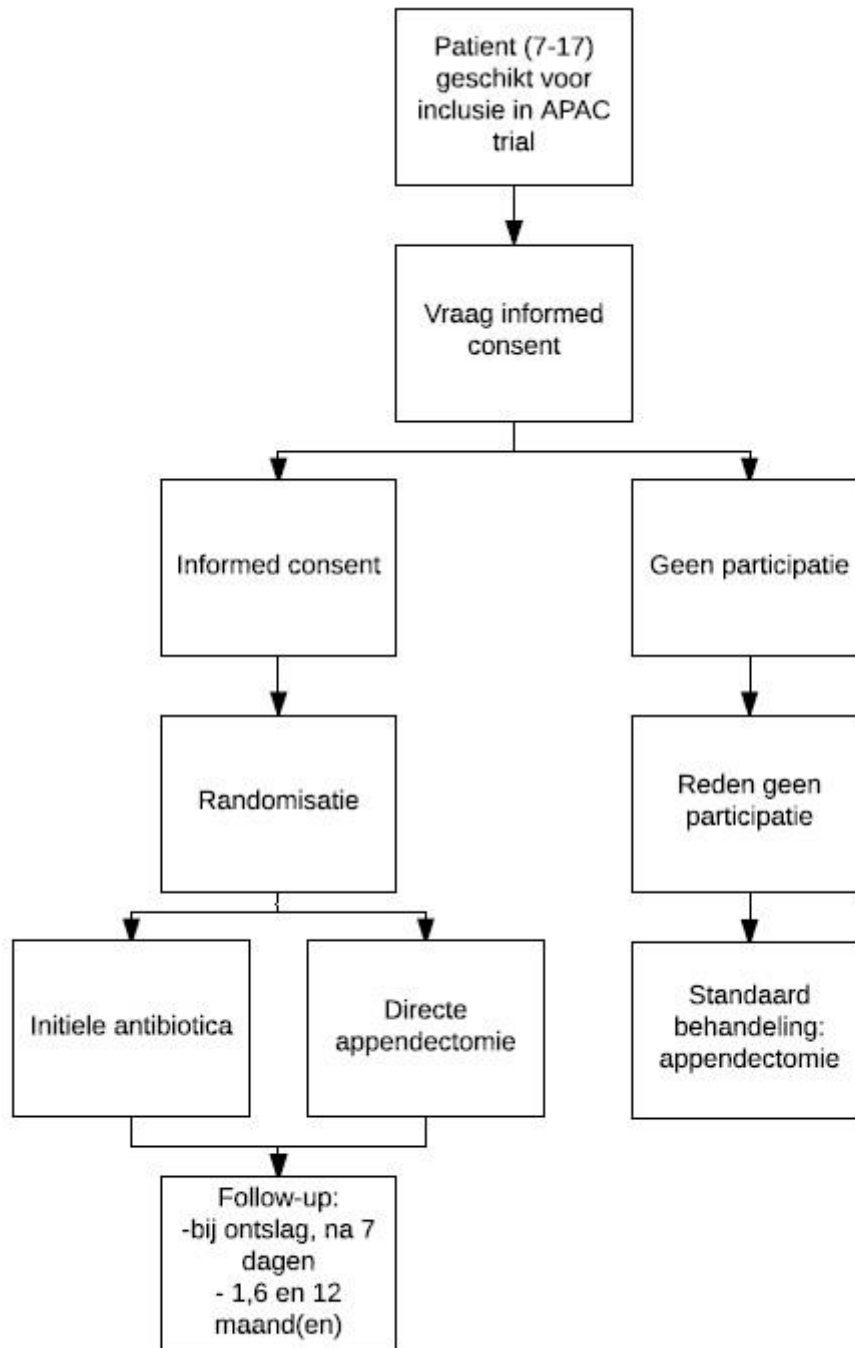 Patient (7-17)
geschikt voor
inclusie in APAC
trial
Vraag informed
consent
Informed consent
Geen participatie
Randomisatie
Reden geen
participatie
Initiele antibiotica
Directe
appendectomie
Standaard
behandeling:
appendectomie
Follow-up:
-bij ontslag, na 7
dagen
- 1,6 en 12
maand(en)